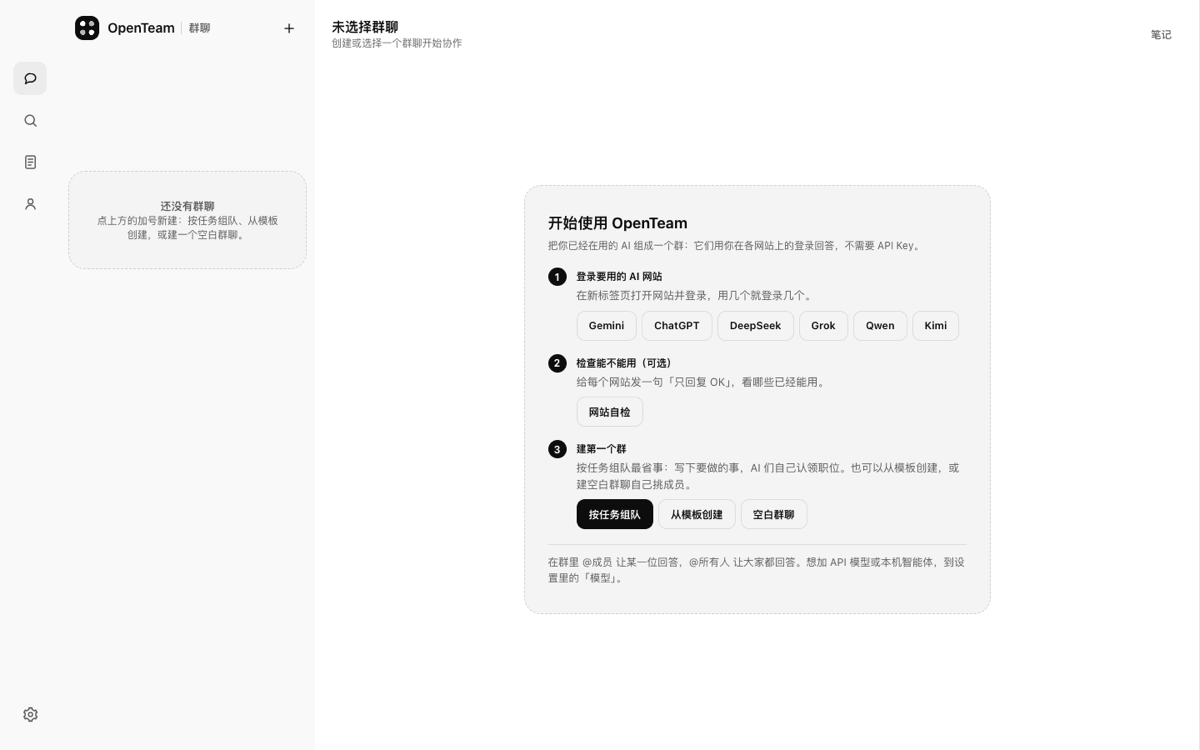 OpenTeam 群聊
还没有群聊
点上方的加号新建：按任务组队、从模板
创建，或建一个空白群聊。
未选择群聊
创建或选择一个群聊开始协作
笔记
开始使用 OpenTeam
把你已经在用的 AI 组成一个群：它们用你在各网站上的登录回答，不需要 API Key。
1 登录要用的 AI 网站
在新标签页打开网站并登录，用几个就登录几个。
Gemini ChatGPT DeepSeek Grok Qwen Kimi
2 检查能不能用（可选）
给每个网站发一句「只回复 OK」，看哪些已经能用。
网站自检
3 建第一个群
按任务组队最省事：写下要做的事，AI 们自己认领职位。也可以从模板创建，或
建空白群聊自己挑成员。
按任务组队 从模板创建 空白群聊
在群里 @成员 让某一位回答，@所有人 让大家都回答。想加 API 模型或本机智能体，到设
置里的「模型」。